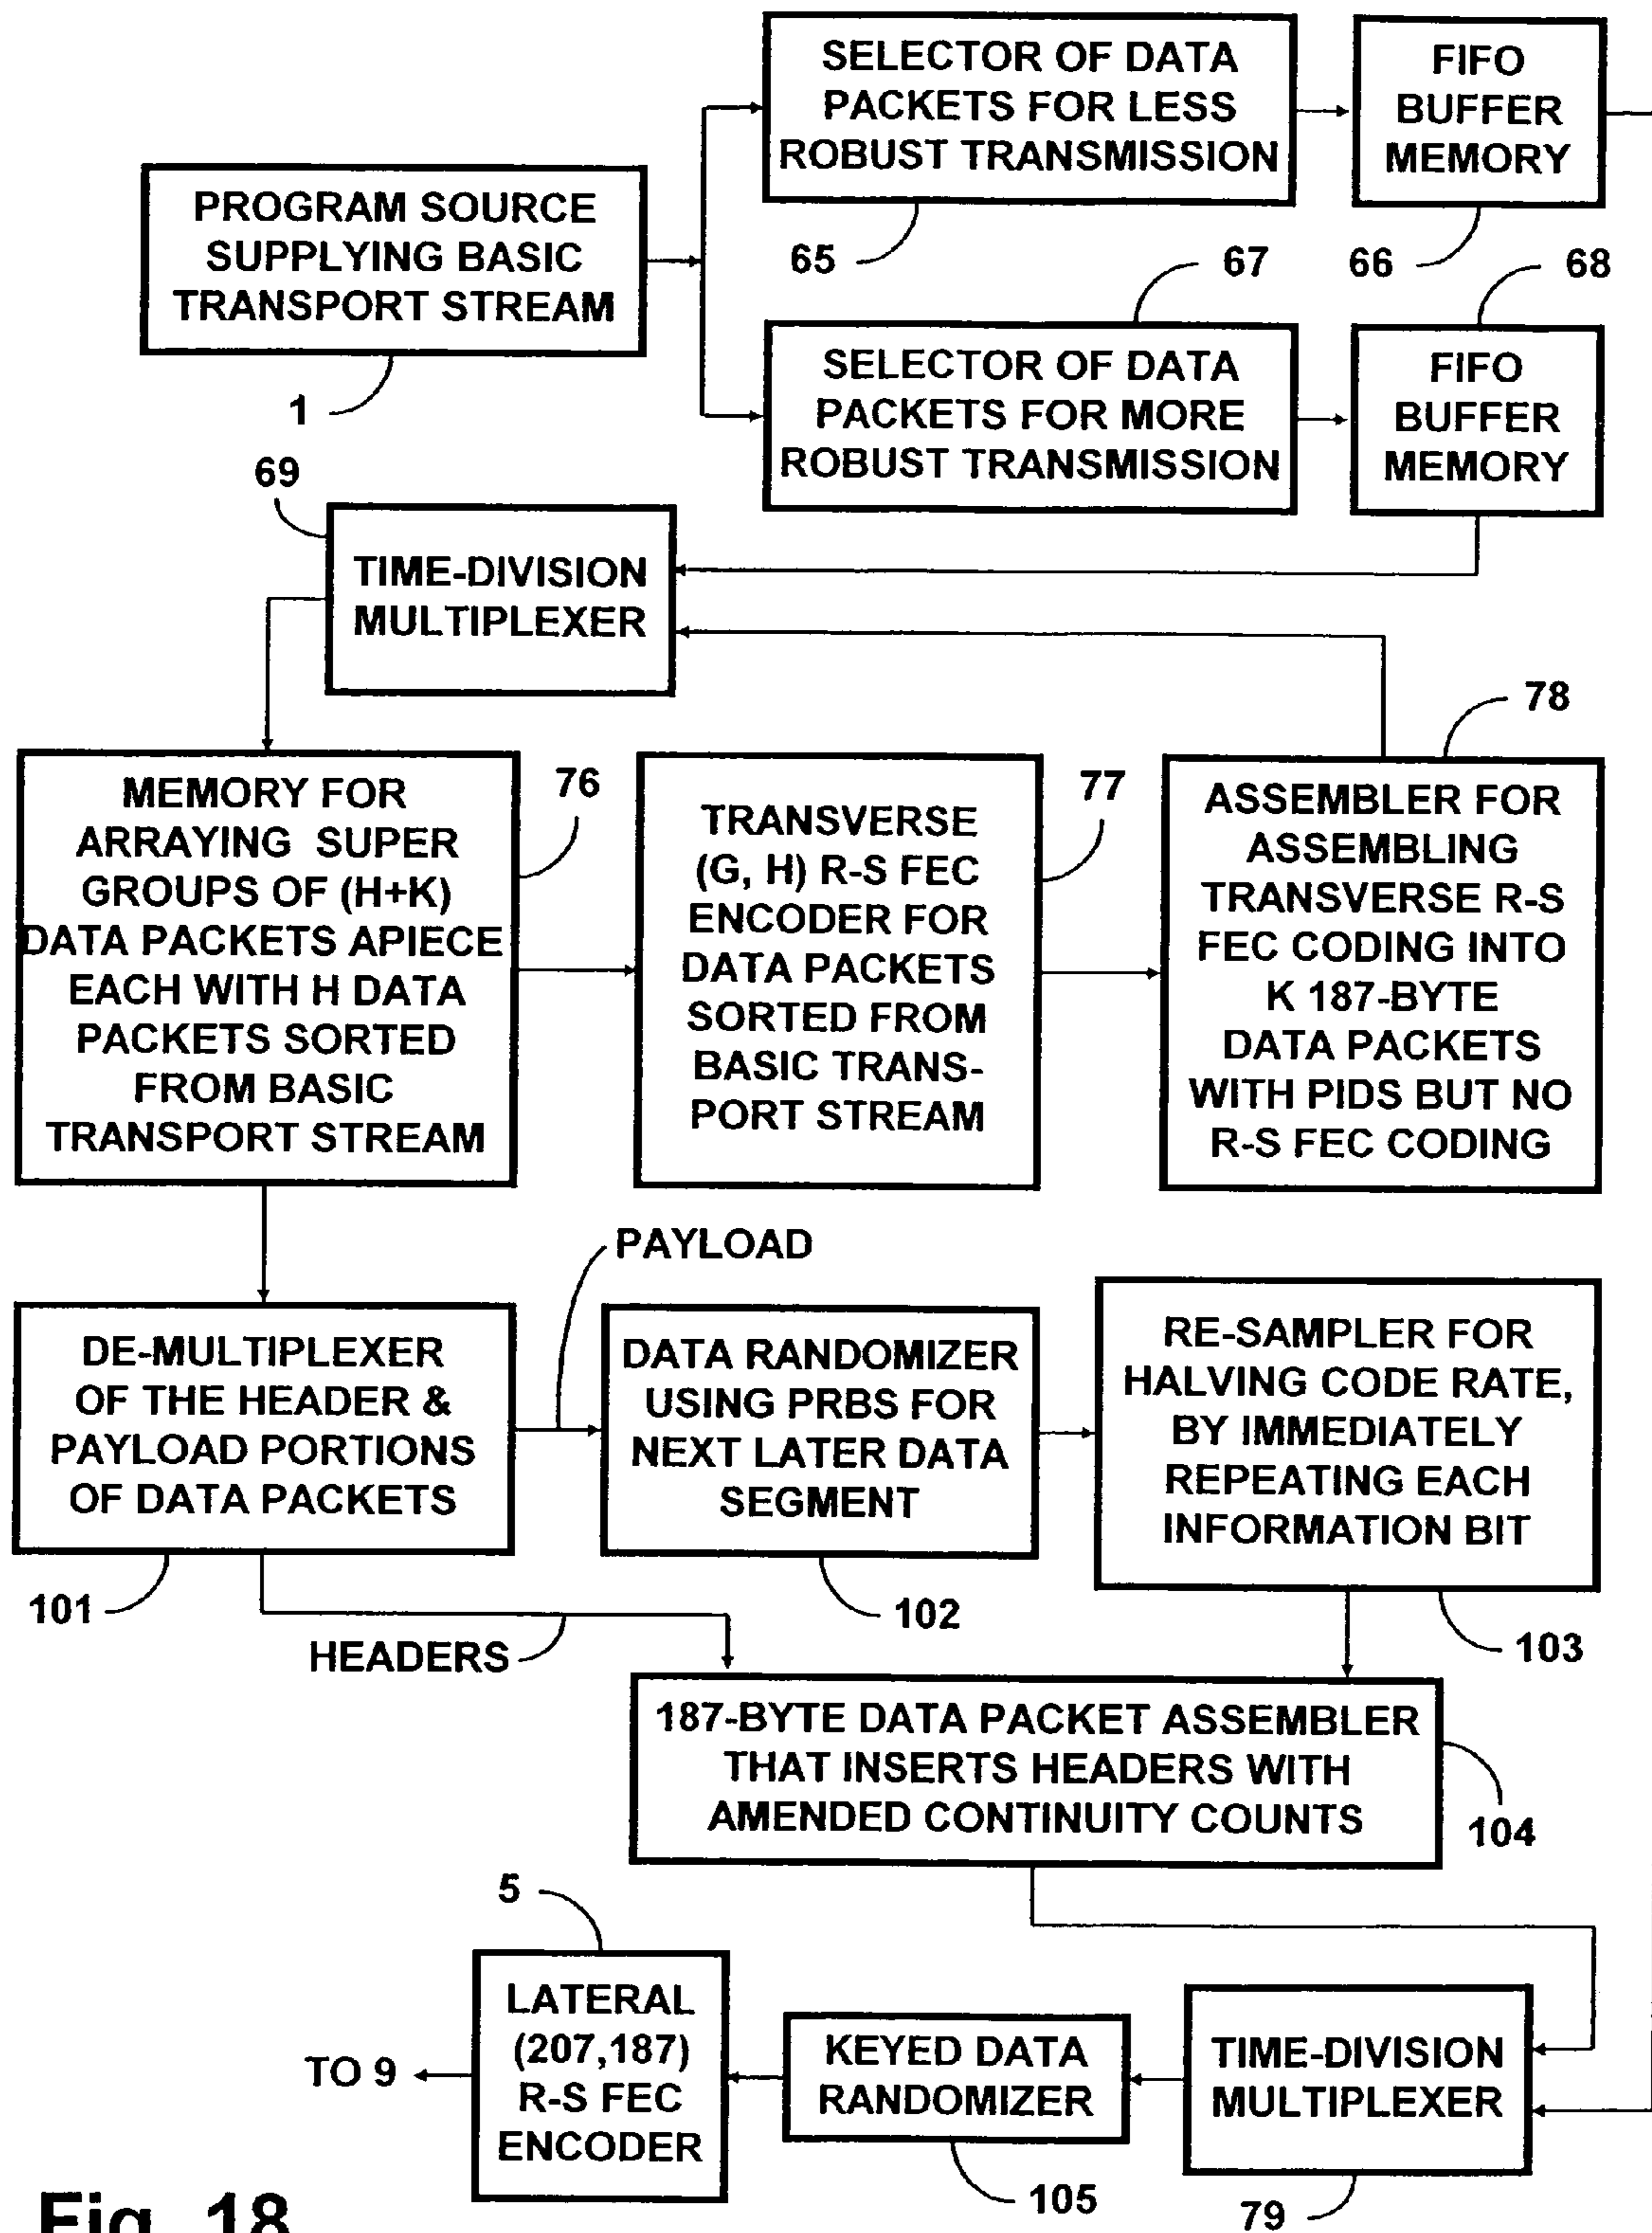 SELECTOR OF DATA
PACKETS FOR LESS
ROBUST TRANSMISSION
FIFO
BUFFER
MEMORY
PROGRAM SOURCE
SUPPLYING BASIC
TRANSPORT STREAM
65
67
66
68
1
SELECTOR OF DATA
PACKETS FOR MORE
ROBUST TRANSMISSION
FIFO
BUFFER
MEMORY
69
TIME-DIVISION
MULTIPLEXER
78
MEMORY FOR
ARRAYING SUPER
GROUPS OF (H+K)
DATA PACKETS APIECE
EACH WITH H DATA
PACKETS SORTED
FROM BASIC
TRANSPORT STREAM
76
TRANSVERSE
(G, H) R-S FEC
ENCODER FOR
DATA PACKETS
SORTED FROM
BASIC TRANS-
PORT STREAM
77
ASSEMBLER FOR
ASSEMBLING
TRANSVERSE R-S
FEC CODING INTO
K 187-BYTE
DATA PACKETS
WITH PIDS BUT NO
R-S FEC CODING
PAYLOAD
DE-MULTIPLEXER
OF THE HEADER &
PAYLOAD PORTIONS
OF DATA PACKETS
DATA RANDOMIZER
USING PRBS FOR
NEXT LATER DATA
SEGMENT
RE-SAMPLER FOR
HALVING CODE RATE,
BY IMMEDIATELY
REPEATING EACH
INFORMATION BIT
101
102
103
HEADERS
187-BYTE DATA PACKET ASSEMBLER
THAT INSERTS HEADERS WITH
AMENDED CONTINUITY COUNTS
104
5
TO 9
LATERAL
(207,187)
R-S FEC
ENCODER
KEYED DATA
RANDOMIZER
TIME-DIVISION
MULTIPLEXER
105
79
Fig. 18